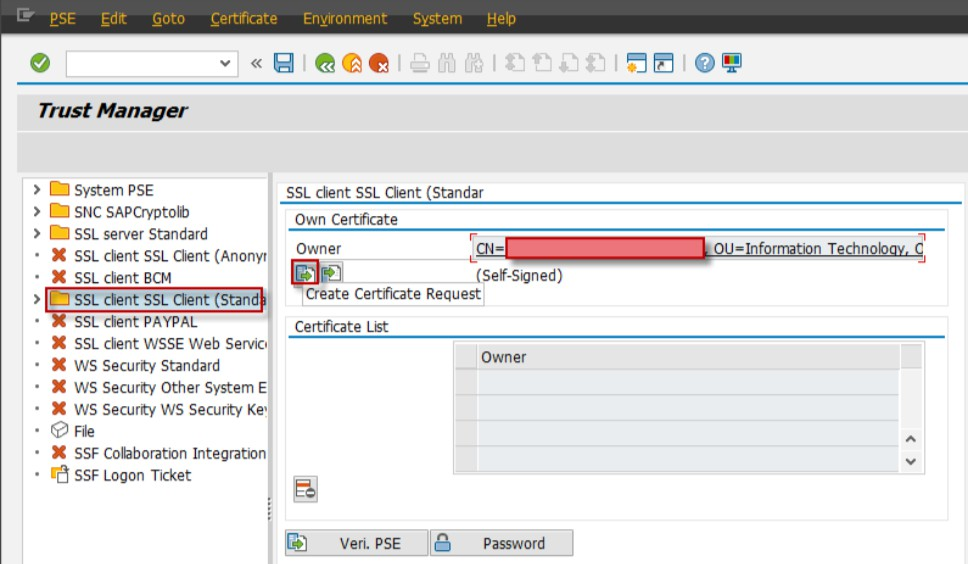 PSE Edit Goto Certificate Environment System Help
Trust Manager
System PSE
SNC SAPCryptolib
SSL server Standard
SSL client SSL Client (Anonyr
SSL client BCM
SSL client SSL Client (Standa
SSL client PAYPAL
SSL client WSSE Web Servic
WS Security Standard
WS Security Other System E
WS Security WS Security Key
File
SSF Collaboration Integration
SSF Logon Ticket
SSL client SSL Client (Standar
Own Certificate
Owner CN= , OU=Information Technology, O
(Self-Signed)
Create Certificate Request
Certificate List
Owner
Veri. PSE Password